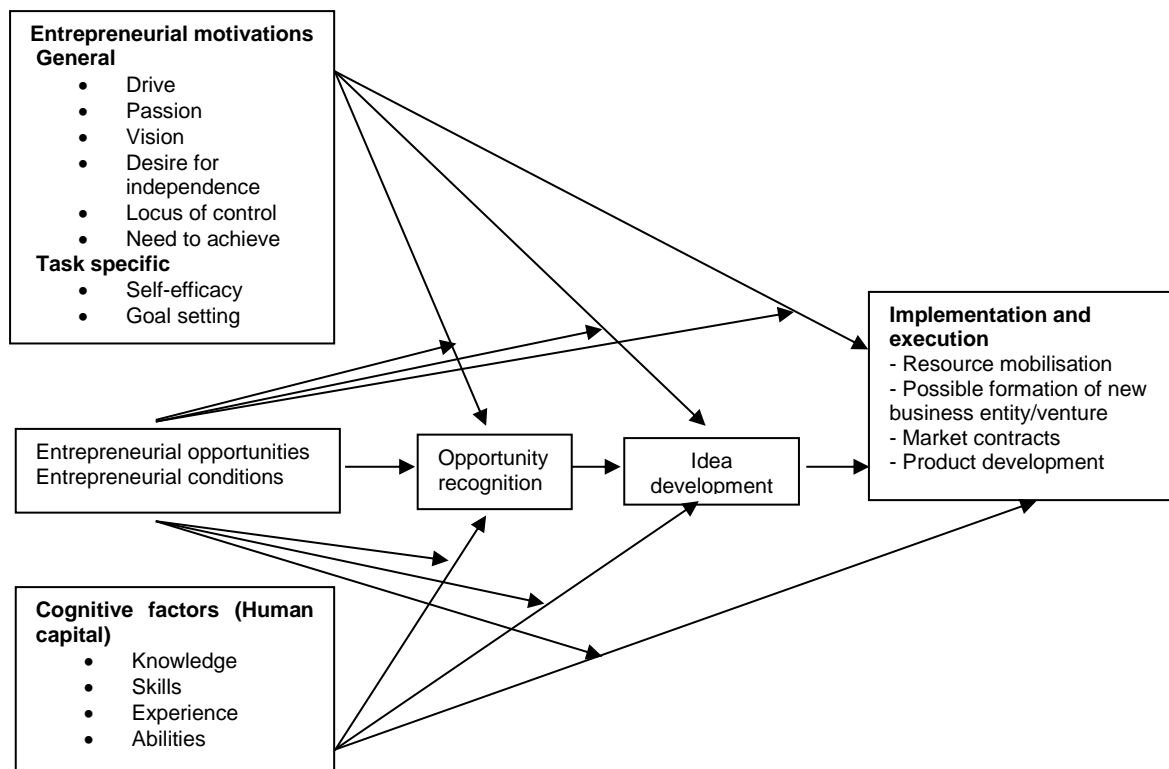 Entrepreneurial motivations
General
• Drive
• Passion
• Vision
• Desire for
independence
• Locus of control
• Need to achieve
Task specific
• Self-efficacy
• Goal setting
Implementation and
execution
- Resource mobilisation
- Possible formation of new
business entity/venture
- Market contracts
- Product development
Entrepreneurial opportunities
Entrepreneurial conditions
Opportunity
recognition
Idea
development
Cognitive factors (Human
capital)
• Knowledge
• Skills
• Experience
• Abilities